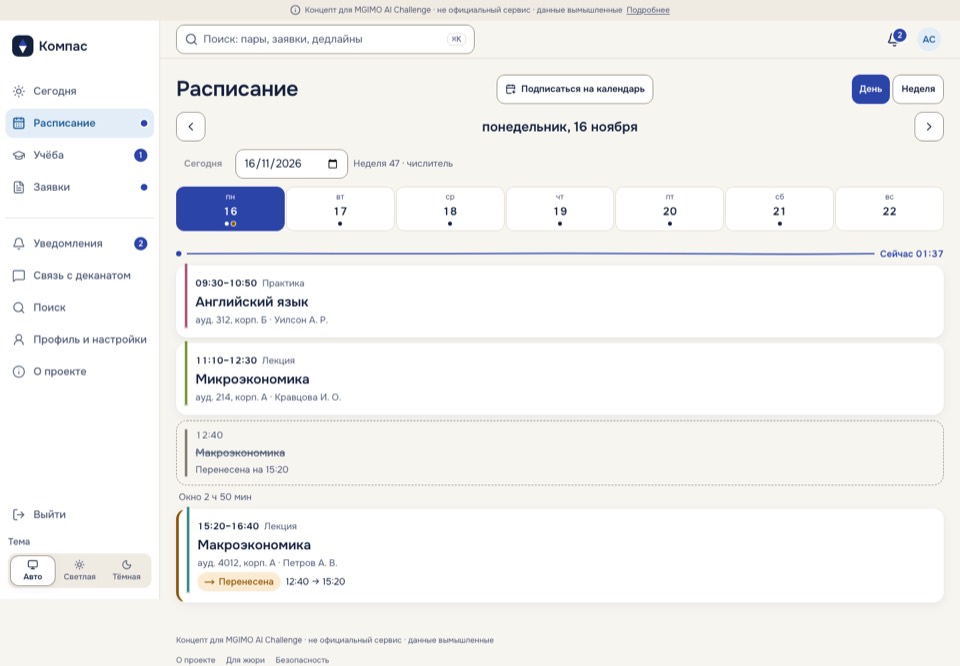 Концепт для MGIMO AI Challenge · не официальный сервис · данные вымышленные Подробнее
Компас
Поиск: пары, заявки, дедлайны
⌘K
2
АС
Сегодня
Расписание
Учёба 1
Заявки
Уведомления 2
Связь с деканатом
Поиск
Профиль и настройки
О проекте
Выйти
Тема
Авто Светлая Тёмная
Расписание
Подписаться на календарь
День Неделя
понедельник, 16 ноября
Сегодня 16/11/2026 Неделя 47 · числитель
пн вт ср чт пт сб вс
16 17 18 19 20 21 22
Сейчас 01:37
09:30–10:50 Практика
Английский язык
ауд. 312, корп. Б · Уилсон А. Р.
11:10–12:30 Лекция
Микроэкономика
ауд. 214, корп. А · Кравцова И. О.
12:40
Макроэкономика
Перенесена на 15:20
Окно 2 ч 50 мин
15:20–16:40 Лекция
Макроэкономика
ауд. 4012, корп. А · Петров А. В.
→ Перенесена 12:40 → 15:20
Концепт для MGIMO AI Challenge · не официальный сервис · данные вымышленные
О проекте Для жюри Безопасность